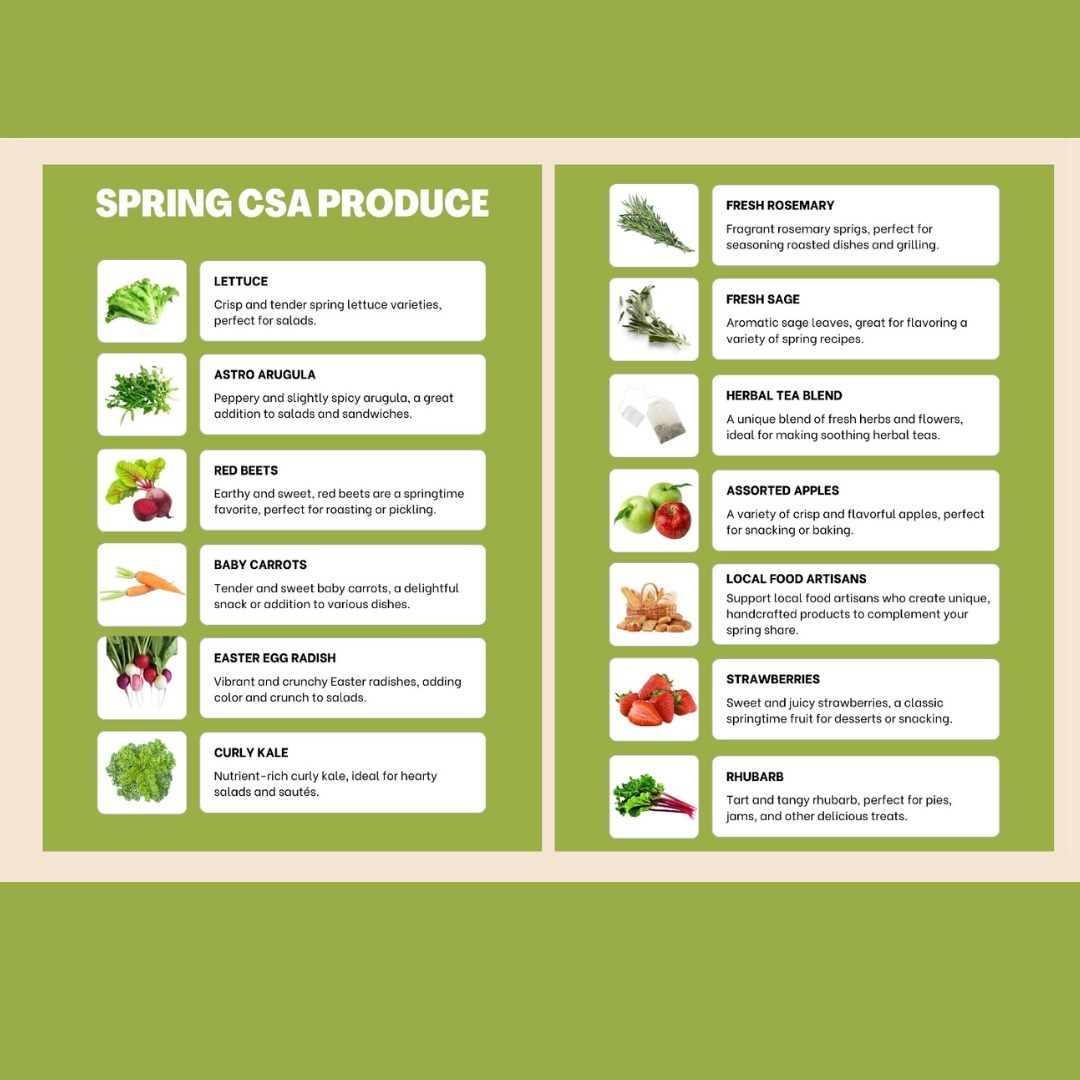 SPRING CSA PRODUCE
LETTUCE
Crisp and tender spring lettuce varieties,
perfect for salads.
ASTRO ARUGULA
Peppery and slightly spicy arugula, a great
addition to salads and sandwiches.
RED BEETS
Earthy and sweet, red beets are a springtime
favorite, perfect for roasting or pickling.
BABY CARROTS
Tender and sweet baby carrots, a delightful
snack or addition to various dishes.
EASTER EGG RADISH
Vibrant and crunchy Easter radishes, adding
color and crunch to salads.
CURLY KALE
Nutrient-rich curly kale, ideal for hearty
salads and sautés.
FRESH ROSEMARY
Fragrant rosemary sprigs, perfect for
seasoning roasted dishes and grilling.
FRESH SAGE
Aromatic sage leaves, great for flavoring a
variety of spring recipes.
HERBAL TEA BLEND
A unique blend of fresh herbs and flowers,
ideal for making soothing herbal teas.
ASSORTED APPLES
A variety of crisp and flavorful apples, perfect
for snacking or baking.
LOCAL FOOD ARTISANS
Support local food artisans who create unique,
handcrafted products to complement your
spring share.
STRAWBERRIES
Sweet and juicy strawberries, a classic
springtime fruit for desserts or snacking.
RHUBARB
Tart and tangy rhubarb, perfect for pies,
jams, and other delicious treats.